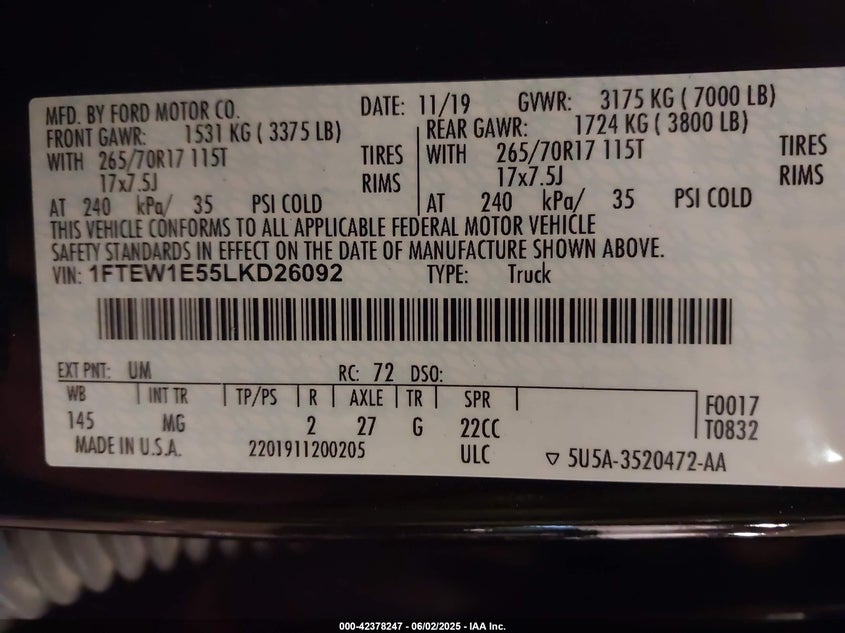 MFD. BY FORD MOTOR CO. DATE: 11/19 GVWR: 3175 KG ( 7000 LB)
FRONT GAWR: 1531 KG ( 3375 LB) REAR GAWR: 1724 KG ( 3800 LB)
WITH 265/70R17 115T TIRES WITH 265/70R17 115T TIRES
17x7.5J RIMS 17x7.5J RIMS
AT 240 kPa/ 35 PSI COLD AT 240 kPa/ 35 PSI COLD
THIS VEHICLE CONFORMS TO ALL APPLICABLE FEDERAL MOTOR VEHICLE
SAFETY STANDARDS IN EFFECT ON THE DATE OF MANUFACTURE SHOWN ABOVE.
VIN: 1FTEW1E55LKD26092 TYPE: Truck
EXT PNT: UM RC: 72 DSO:
WB INT TR TP/PS R AXLE TR SPR F0017
145 MG 2 27 G 22CC T0832
MADE IN U.S.A. 2201911200205 ULC ▽ 5U5A-3520472-AA
000-42378247 - 06/02/2025 - IAA Inc.